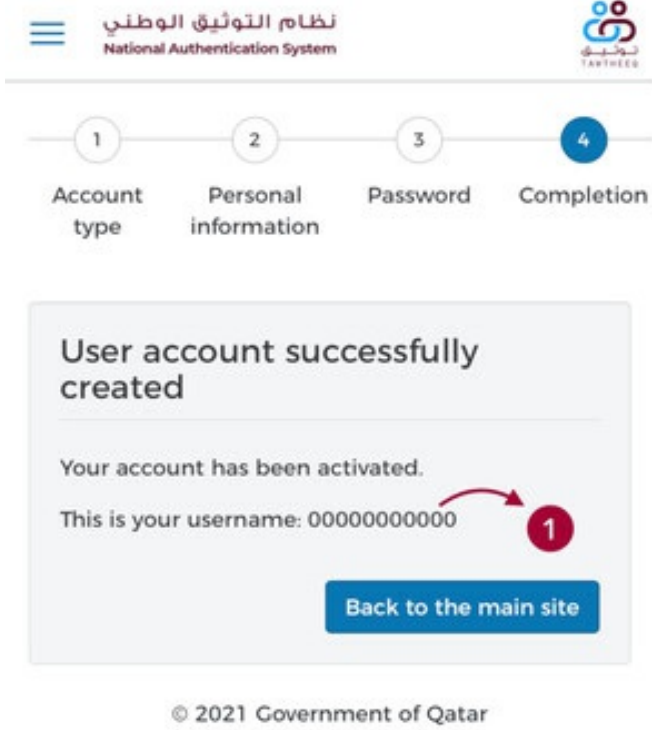 نظام التوثيق الوطني
National Authentication System
توثيق
TAWTHEEQ
1
2
3
4
Account type
Personal information
Password
Completion
User account successfully
created
Your account has been activated.
This is your username: 00000000000
1
Back to the main site
© 2021 Government of Qatar